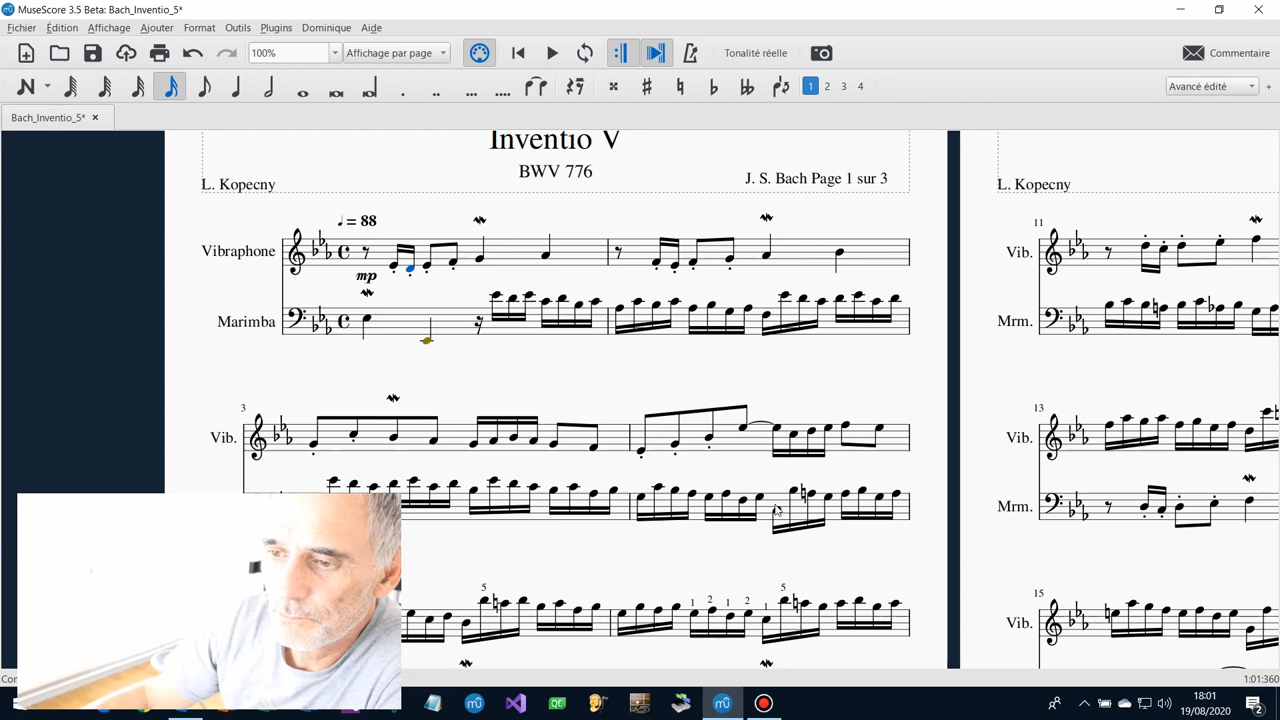 MuseScore 3.5 Beta: Bach_Inventio_5*
Fichier Édition Affichage Ajouter Format Outils Plugins Dominique Aide
100% Affichage par page Tonalité réelle Commentaire
1 2 3 4 Avancé édité +
Bach_Inventio_5* ×
Inventio V
BWV 776
L. Kopecny
J. S. Bach Page 1 sur 3
L. Kopecny
= 88
11
Vibraphone
Vib.
mp
Marimba
Mrm.
3
13
Vib.
Vib.
Mrm.
5 1 2 1 2 1 5
15
Vib.
1:01:360
18:01
19/08/2020
2